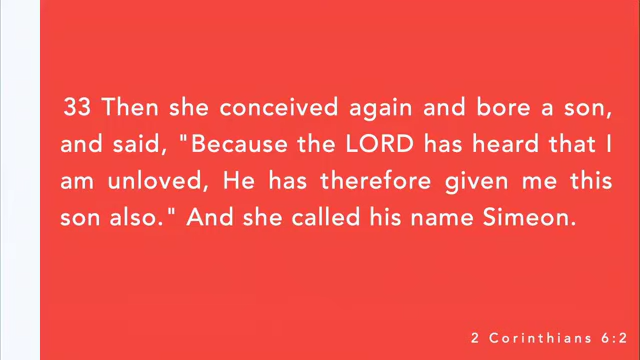 33 Then she conceived again and bore a son,
and said, "Because the LORD has heard that I
am unloved, He has therefore given me this
son also." And she called his name Simeon.
2 Corinthians 6:2